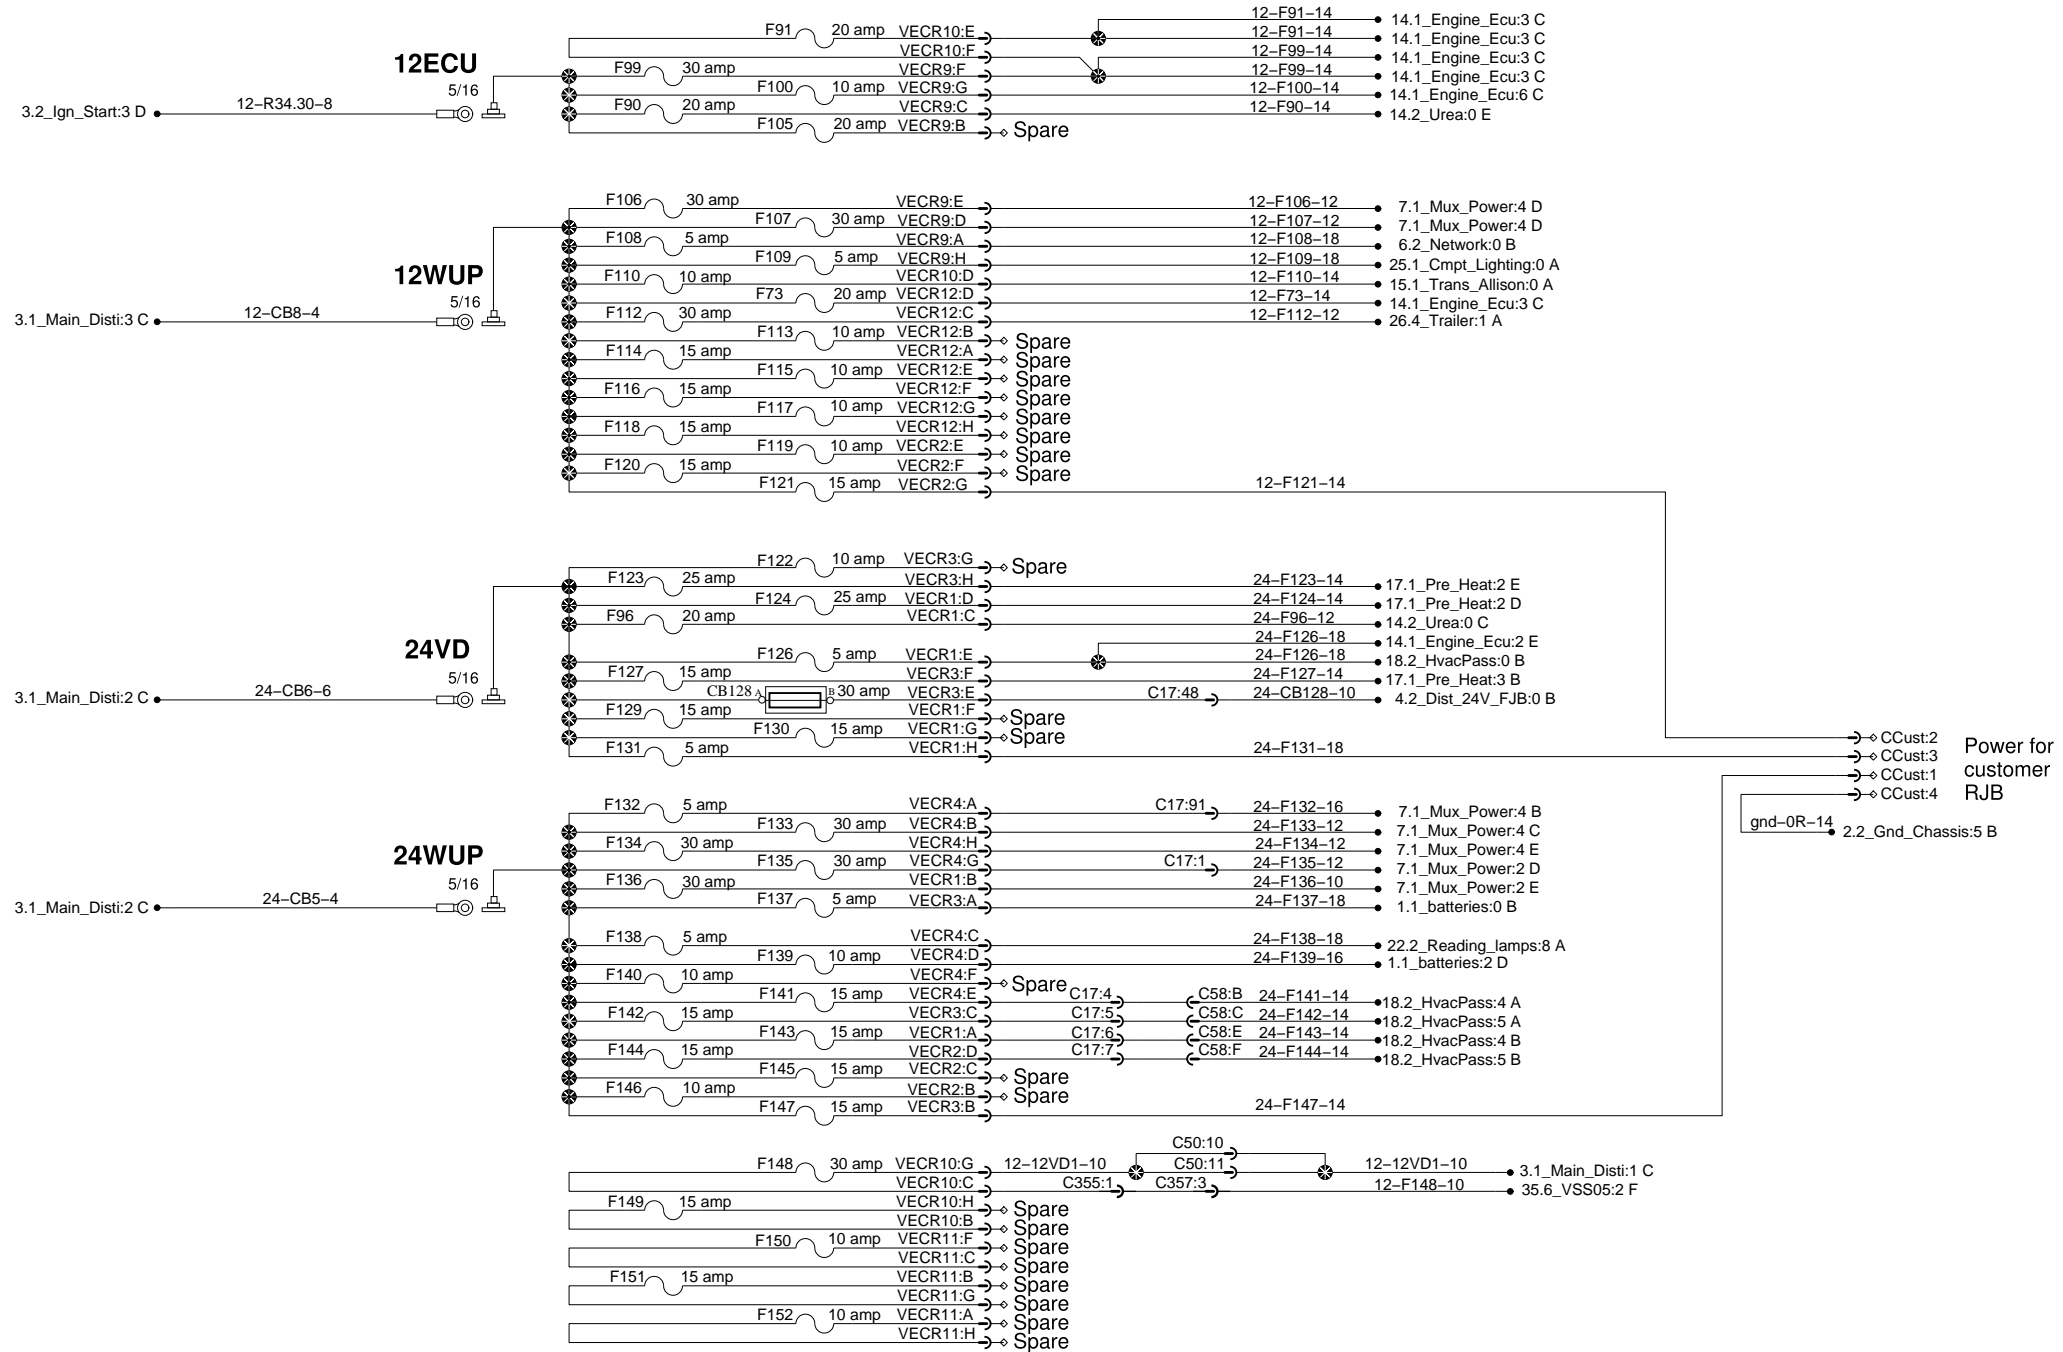 F91 20 amp VECR10:E 12–F91–14 14.1_Engine_Ecu:3 C
12–F91–14 14.1_Engine_Ecu:3 C
VECR10:F 12–F99–14 14.1_Engine_Ecu:3 C
12ECU
F99 30 amp VECR9:F 12–F99–14 14.1_Engine_Ecu:3 C
5/16 F100 10 amp VECR9:G 12–F100–14 14.1_Engine_Ecu:6 C
3.2_Ign_Start:3 D 12–R34.30–8 F90 20 amp VECR9:C 12–F90–14 14.2_Urea:0 E
F105 20 amp VECR9:B Spare
F106 30 amp VECR9:E 12–F106–12 7.1_Mux_Power:4 D
F107 30 amp VECR9:D 12–F107–12 7.1_Mux_Power:4 D
F108 5 amp VECR9:A 12–F108–18 6.2_Network:0 B
F109 5 amp VECR9:H 12–F109–18 25.1_Cmpt_Lighting:0 A
12WUP
F110 10 amp VECR10:D 12–F110–14 15.1_Trans_Allison:0 A
5/16 F73 20 amp VECR12:D 12–F73–14 14.1_Engine_Ecu:3 C
3.1_Main_Disti:3 C 12–CB8–4 F112 30 amp VECR12:C 12–F112–12 26.4_Trailer:1 A
F113 10 amp VECR12:B Spare
F114 15 amp VECR12:A Spare
F115 10 amp VECR12:E Spare
F116 15 amp VECR12:F Spare
F117 10 amp VECR12:G Spare
F118 15 amp VECR12:H Spare
F119 10 amp VECR2:E Spare
F120 15 amp VECR2:F Spare
F121 15 amp VECR2:G 12–F121–14
F122 10 amp VECR3:G Spare
F123 25 amp VECR3:H 24–F123–14 17.1_Pre_Heat:2 E
F124 25 amp VECR1:D 24–F124–14 17.1_Pre_Heat:2 D
F96 20 amp VECR1:C 24–F96–12 14.2_Urea:0 C
24–F126–18 14.1_Engine_Ecu:2 E
24VD
F126 5 amp VECR1:E 24–F126–18 18.2_HvacPass:0 B
5/16 F127 15 amp VECR3:F 24–F127–14 17.1_Pre_Heat:3 B
3.1_Main_Disti:2 C 24–CB6–6 CB128 A B 30 amp VECR3:E C17:48 24–CB128–10 4.2_Dist_24V_FJB:0 B
F129 15 amp VECR1:F Spare
F130 15 amp VECR1:G Spare
F131 5 amp VECR1:H 24–F131–18
CCust:2
CCust:3
CCust:1
CCust:4
Power for
customer
RJB
gnd-0R-14 2.2_Gnd_Chassis:5 B
F132 5 amp VECR4:A C17:91 24–F132–16 7.1_Mux_Power:4 B
F133 30 amp VECR4:B 24–F133–12 7.1_Mux_Power:4 C
24WUP
F134 30 amp VECR4:H 24–F134–12 7.1_Mux_Power:4 E
F135 30 amp VECR4:G C17:1 24–F135–12 7.1_Mux_Power:2 D
5/16 F136 30 amp VECR1:B 24–F136–10 7.1_Mux_Power:2 E
3.1_Main_Disti:2 C 24–CB5–4 F137 5 amp VECR3:A 24–F137–18 1.1_batteries:0 B
F138 5 amp VECR4:C 24–F138–18 22.2_Reading_lamps:8 A
F139 10 amp VECR4:D 24–F139–16 1.1_batteries:2 D
F140 10 amp VECR4:F Spare
F141 15 amp VECR4:E C17:4 C58:B 24–F141–14 18.2_HvacPass:4 A
F142 15 amp VECR3:C C17:5 C58:C 24–F142–14 18.2_HvacPass:5 A
F143 15 amp VECR1:A C17:6 C58:E 24–F143–14 18.2_HvacPass:4 B
F144 15 amp VECR2:D C17:7 C58:F 24–F144–14 18.2_HvacPass:5 B
F145 15 amp VECR2:C Spare
F146 10 amp VECR2:B Spare
F147 15 amp VECR3:B 24–F147–14
C50:10
F148 30 amp VECR10:G 12-12VD1–10 C50:11 12-12VD1–10 3.1_Main_Disti:1 C
VECR10:C C355:1 C357:3 12–F148–10 35.6_VSS05:2 F
F149 15 amp VECR10:H Spare
VECR10:B Spare
F150 10 amp VECR11:F Spare
VECR11:C Spare
F151 15 amp VECR11:B Spare
VECR11:G Spare
F152 10 amp VECR11:A Spare
VECR11:H Spare